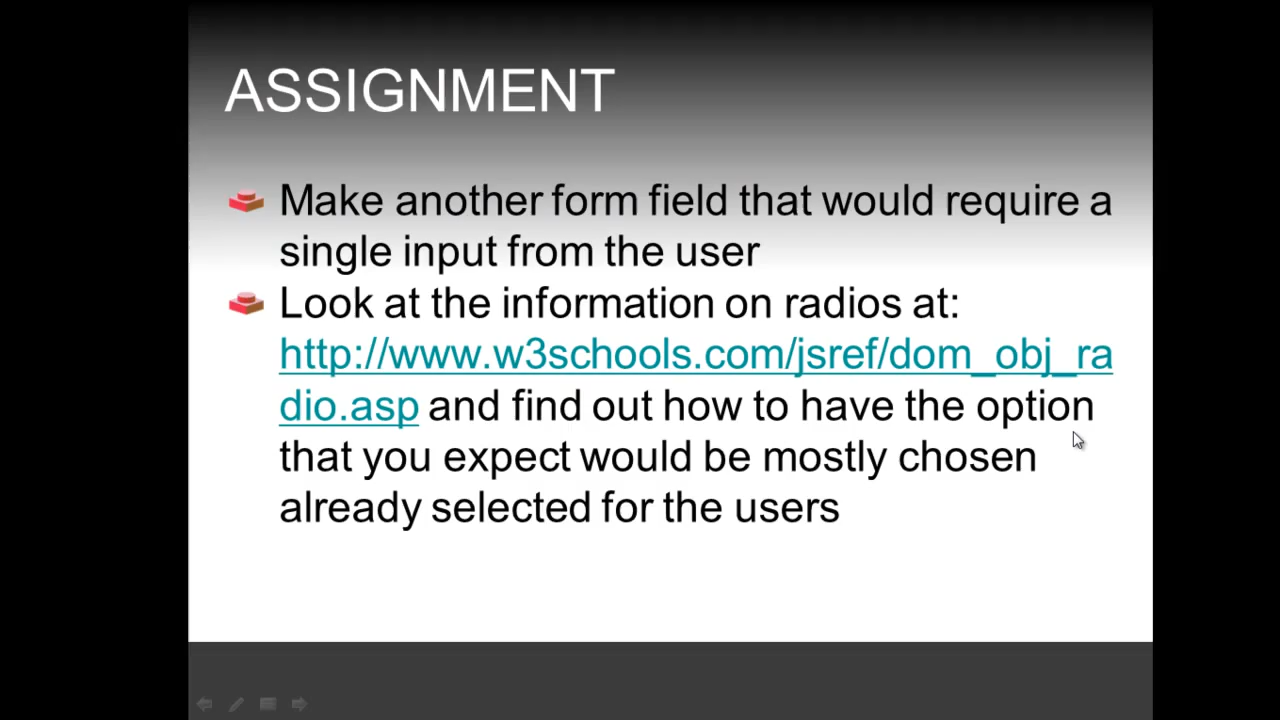 ASSIGNMENT
Make another form field that would require a
single input from the user
Look at the information on radios at:
http://www.w3schools.com/jsref/dom_obj_ra
dio.asp and find out how to have the option
that you expect would be mostly chosen
already selected for the users